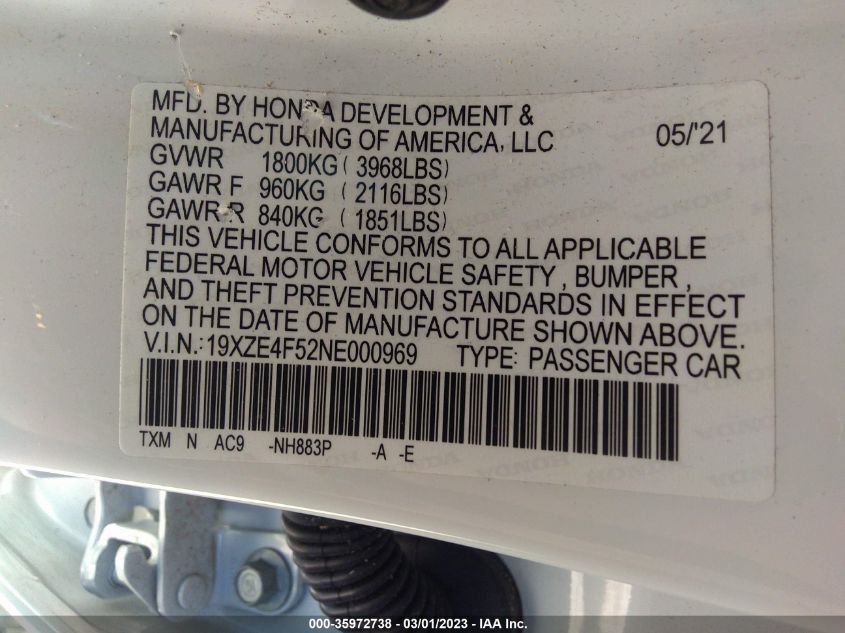 MFD. BY HONDA DEVELOPMENT &
MANUFACTURING OF AMERICA, LLC 05/'21
GVWR 1800KG ( 3968LBS)
GAWR F 960KG ( 2116LBS)
GAWR R 840KG ( 1851LBS)
THIS VEHICLE CONFORMS TO ALL APPLICABLE
FEDERAL MOTOR VEHICLE SAFETY , BUMPER ,
AND THEFT PREVENTION STANDARDS IN EFFECT
ON THE DATE OF MANUFACTURE SHOWN ABOVE.
V.I.N.:19XZE4F52NE000969 TYPE: PASSENGER CAR
TXM N AC9 -NH883P -A -E
000-35972738 - 03/01/2023 - IAA Inc.